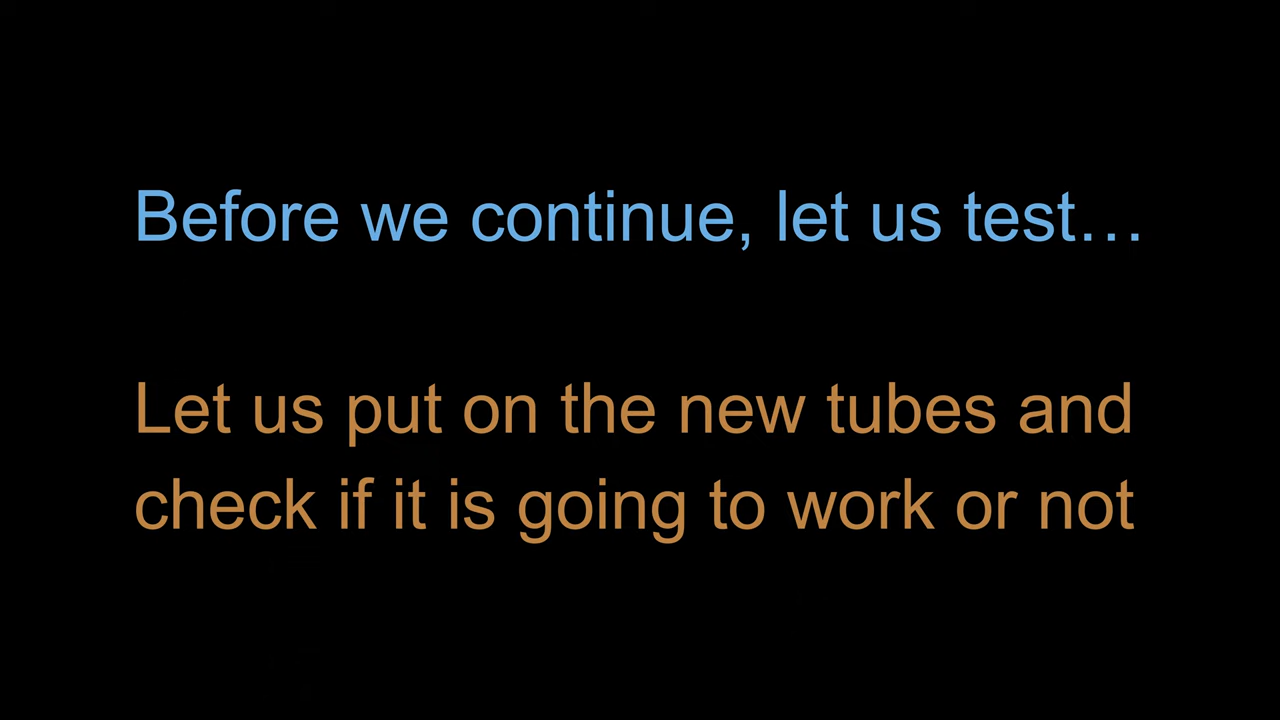 Before we continue, let us test…
Let us put on the new tubes and
check if it is going to work or not